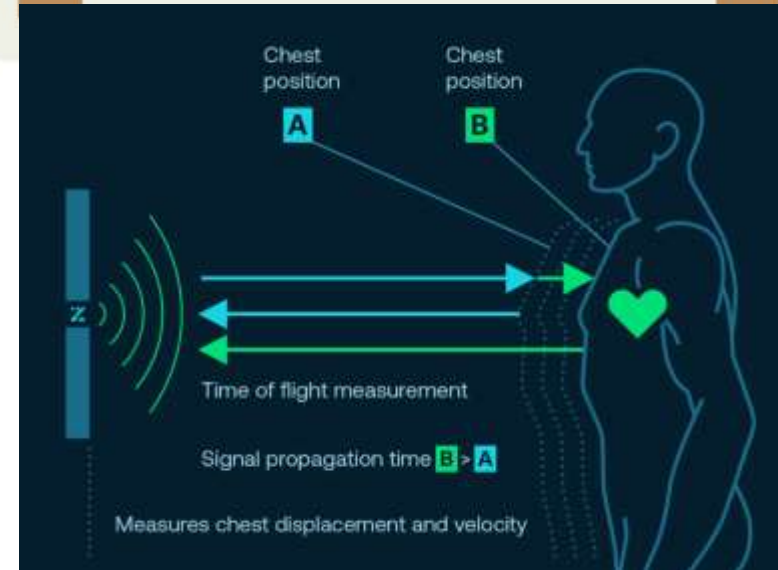 Chest
position
A
Chest
position
B
Time of flight measurement
Signal propagation time B > A
Measures chest displacement and velocity